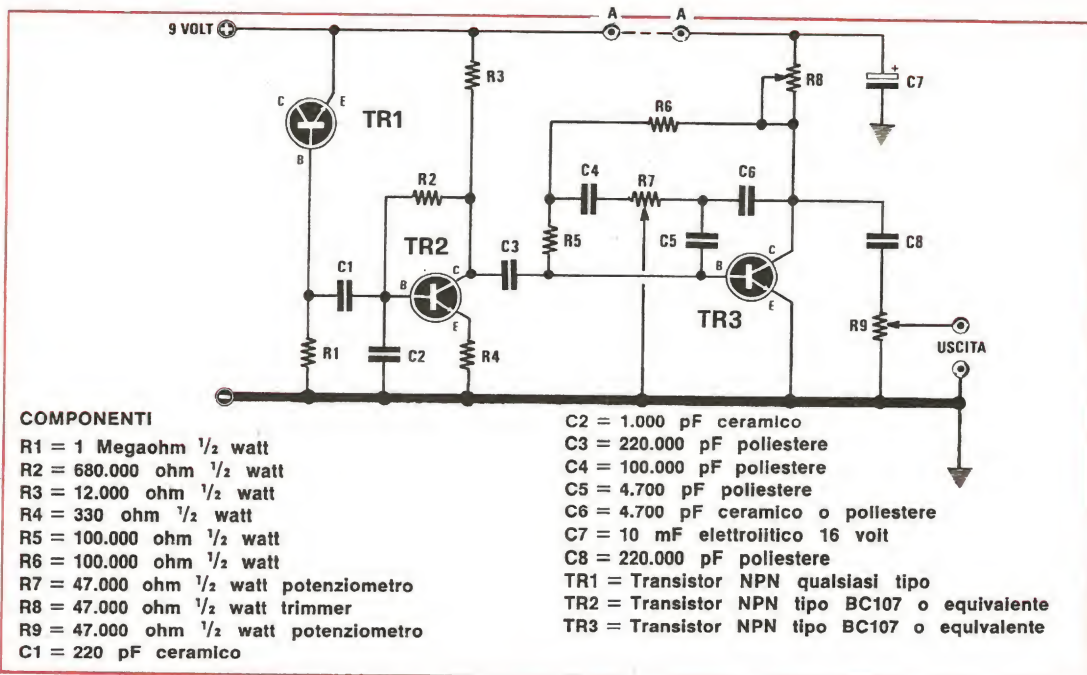 9 VOLT +
A A
R3
R8
C7
+
C E
TR1
B
R6
R2
C4 R7 C6
TR2
C1
C
B
E
C3
R5
C5
B
C
E
TR3
C8
R9
USCITA
R1
C2
R4
-
COMPONENTI
R1 = 1 Megaohm 1/2 watt
R2 = 680.000 ohm 1/2 watt
R3 = 12.000 ohm 1/2 watt
R4 = 330 ohm 1/2 watt
R5 = 100.000 ohm 1/2 watt
R6 = 100.000 ohm 1/2 watt
R7 = 47.000 ohm 1/2 watt potenziometro
R8 = 47.000 ohm 1/2 watt trimmer
R9 = 47.000 ohm 1/2 watt potenziometro
C1 = 220 pF ceramico
C2 = 1.000 pF ceramico
C3 = 220.000 pF poliestere
C4 = 100.000 pF poliestere
C5 = 4.700 pF poliestere
C6 = 4.700 pF ceramico o poliestere
C7 = 10 mF elettrolitico 16 volt
C8 = 220.000 pF poliestere
TR1 = Transistor NPN qualsiasi tipo
TR2 = Transistor NPN tipo BC107 o equivalente
TR3 = Transistor NPN tipo BC107 o equivalente